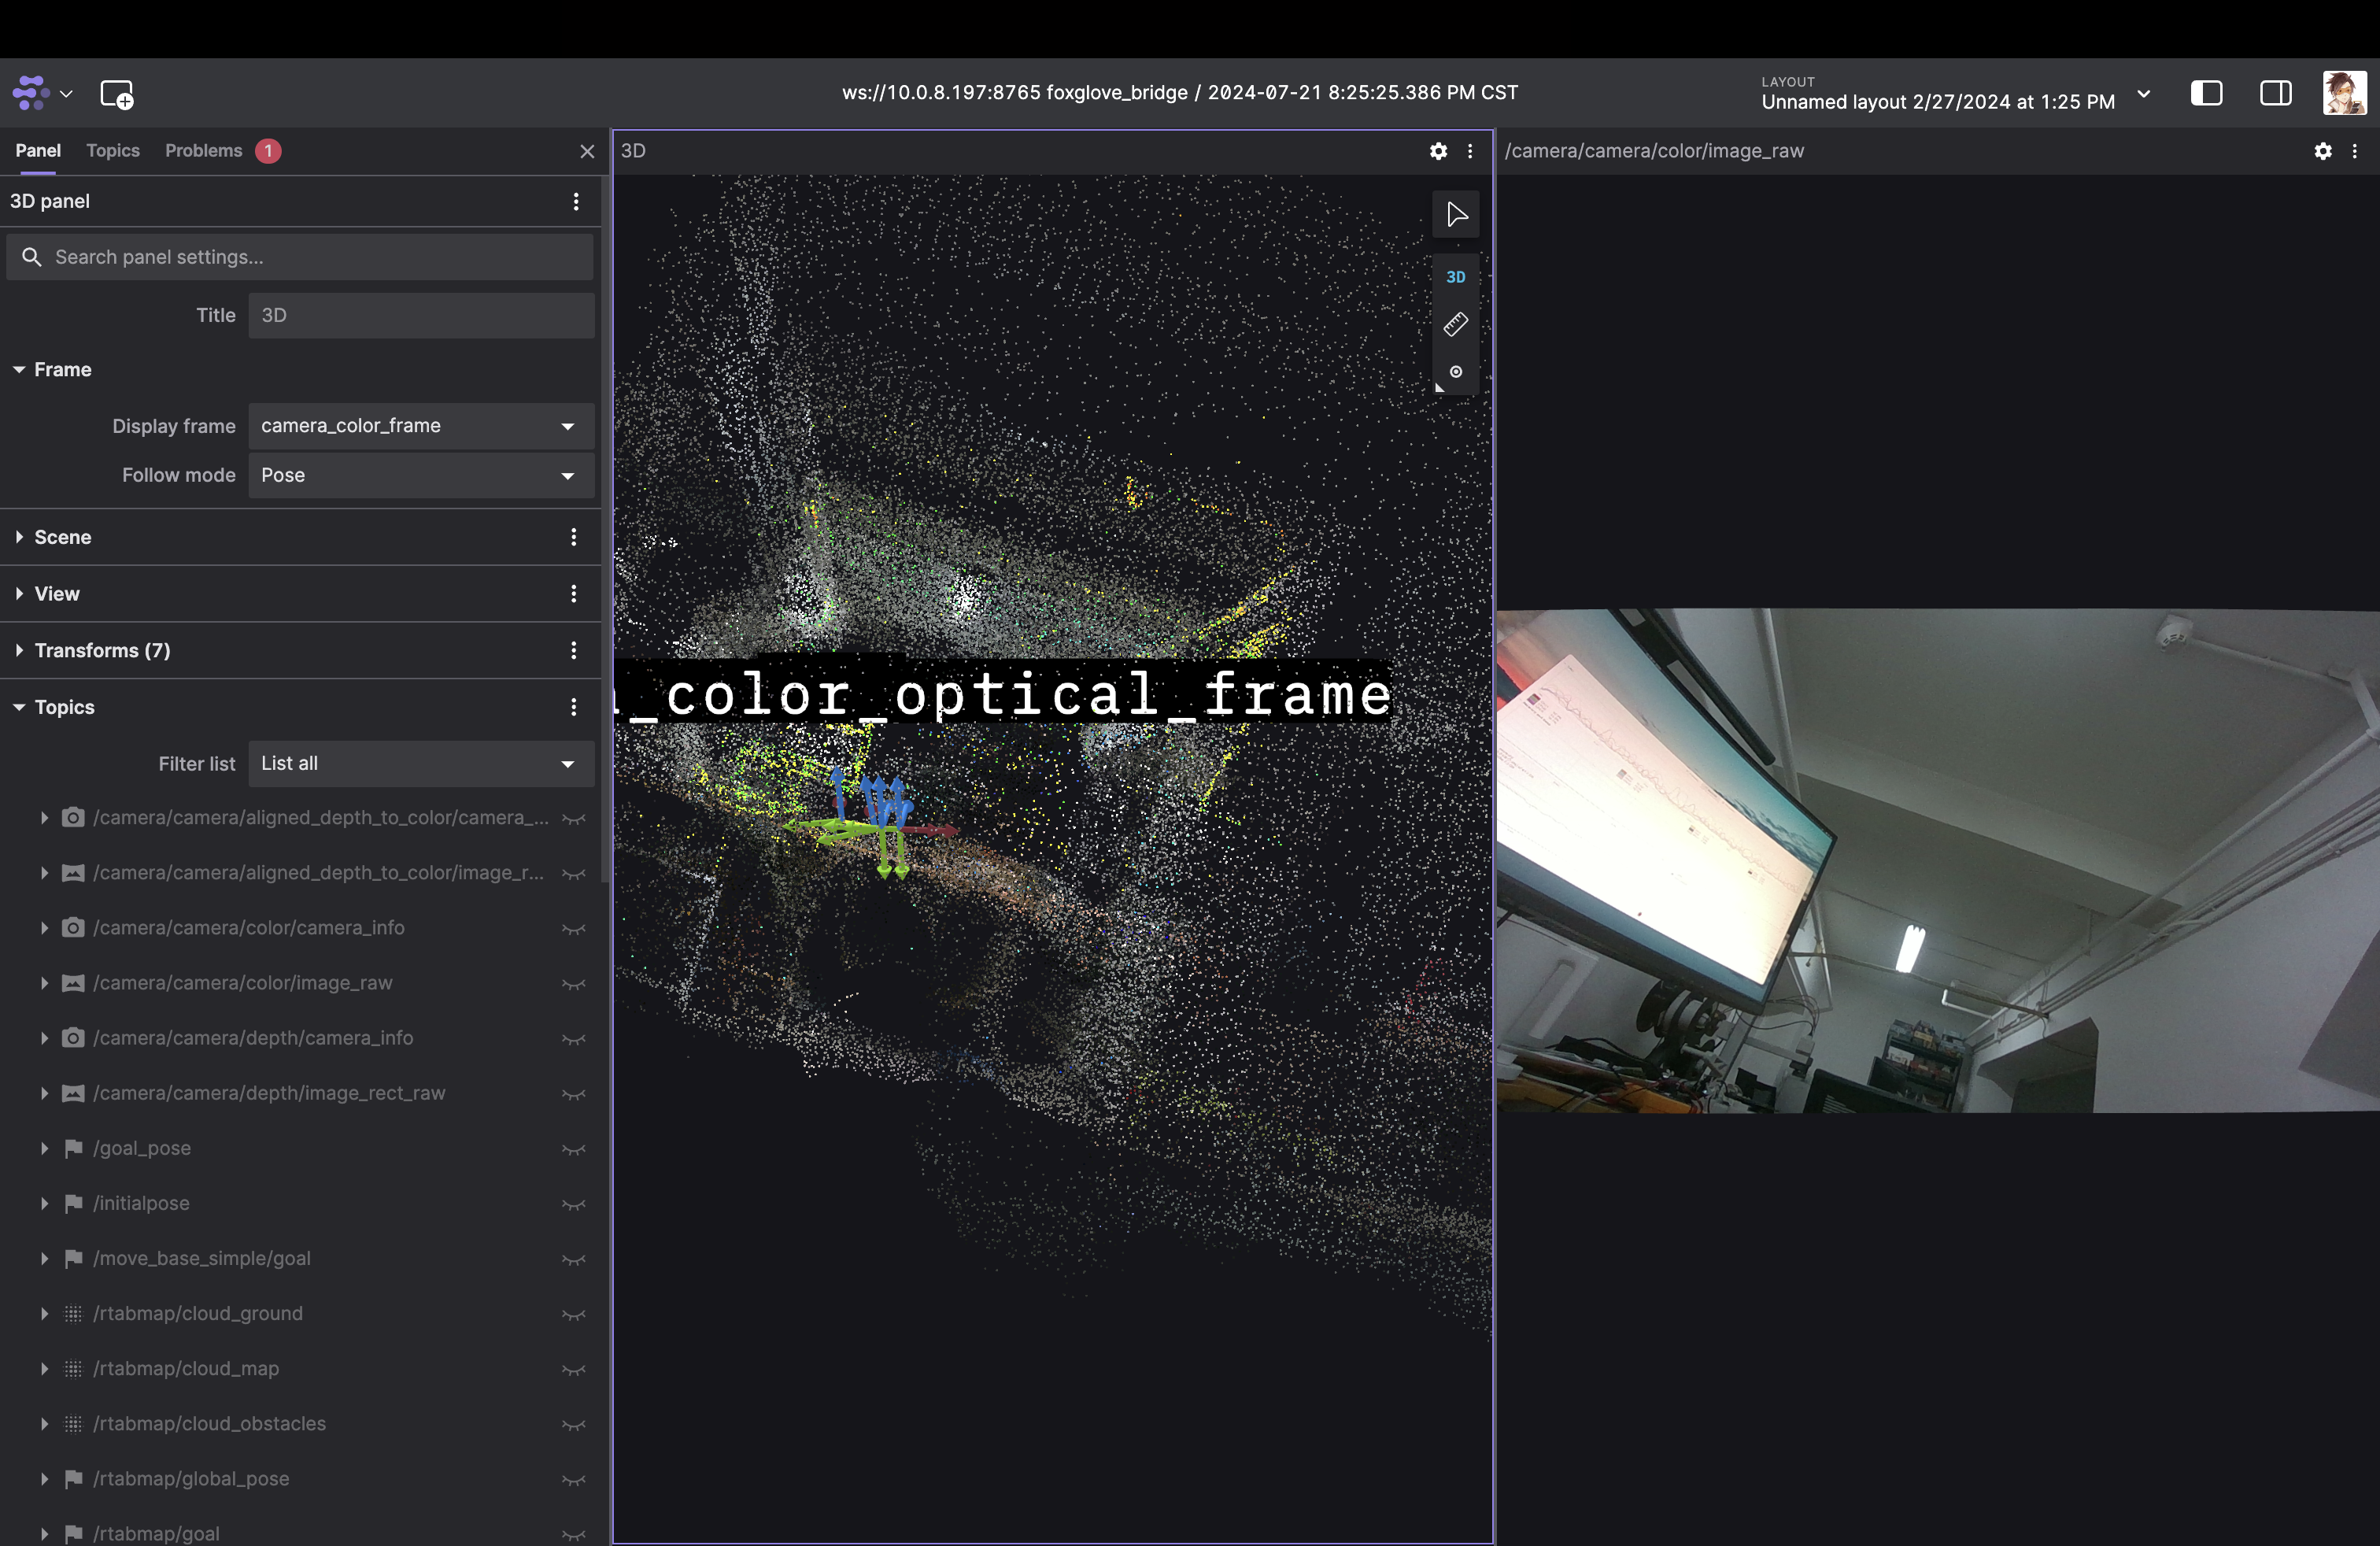 ws://10.0.8.197:8765 foxglove_bridge / 2024-07-21 8:25:25.386 PM CST
LAYOUT
Unnamed layout 2/27/2024 at 1:25 PM
Panel
Topics
Problems
1
3D panel
Search panel settings...
Title
3D
Frame
Display frame
camera_color_frame
Follow mode
Pose
Scene
View
Transforms (7)
Topics
Filter list
List all
/camera/camera/aligned_depth_to_color/camera_...
/camera/camera/aligned_depth_to_color/image_r...
/camera/camera/color/camera_info
/camera/camera/color/image_raw
/camera/camera/depth/camera_info
/camera/camera/depth/image_rect_raw
/goal_pose
/initialpose
/move_base_simple/goal
/rtabmap/cloud_ground
/rtabmap/cloud_map
/rtabmap/cloud_obstacles
/rtabmap/global_pose
/rtabmap/goal
3D
3D
_color_optical_frame
/camera/camera/color/image_raw